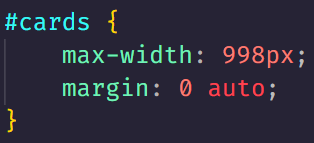 #cards {
    max-width: 998px;
    margin: 0 auto;
}